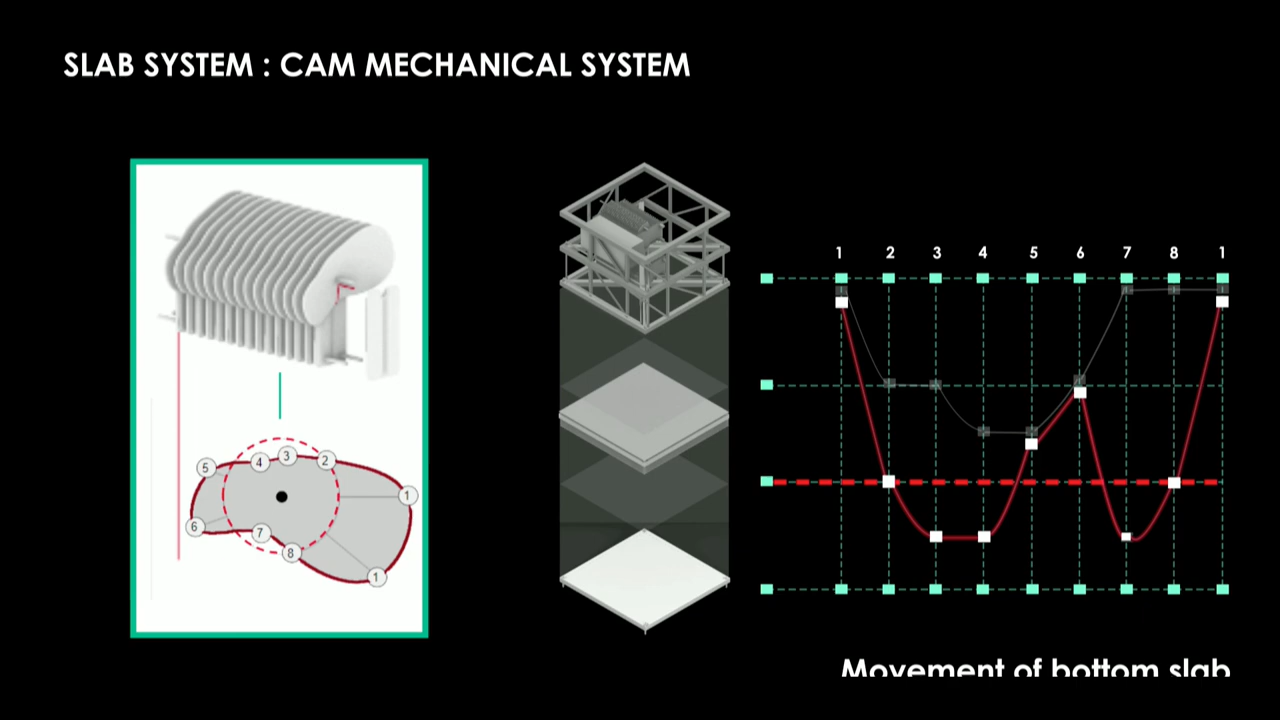 SLAB SYSTEM : CAM MECHANICAL SYSTEM
1 2 3 4 5 6 7 8 1
5 4 3 2
1
6 7
8
1
Movement of bottom slab